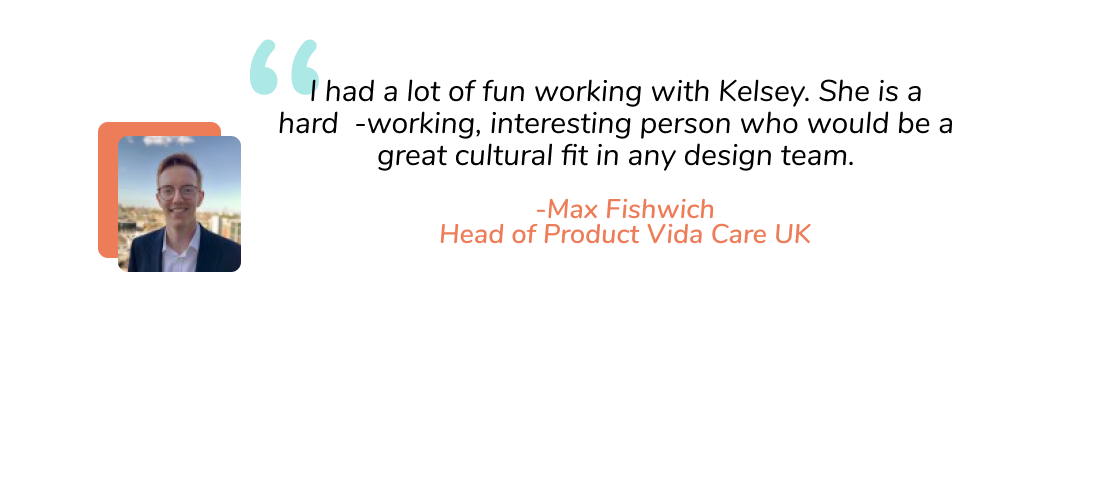 “
I had a lot of fun working with Kelsey. She is a
hard  -working, interesting person who would be a
great cultural fit in any design team.
-Max Fishwich
Head of Product Vida Care UK